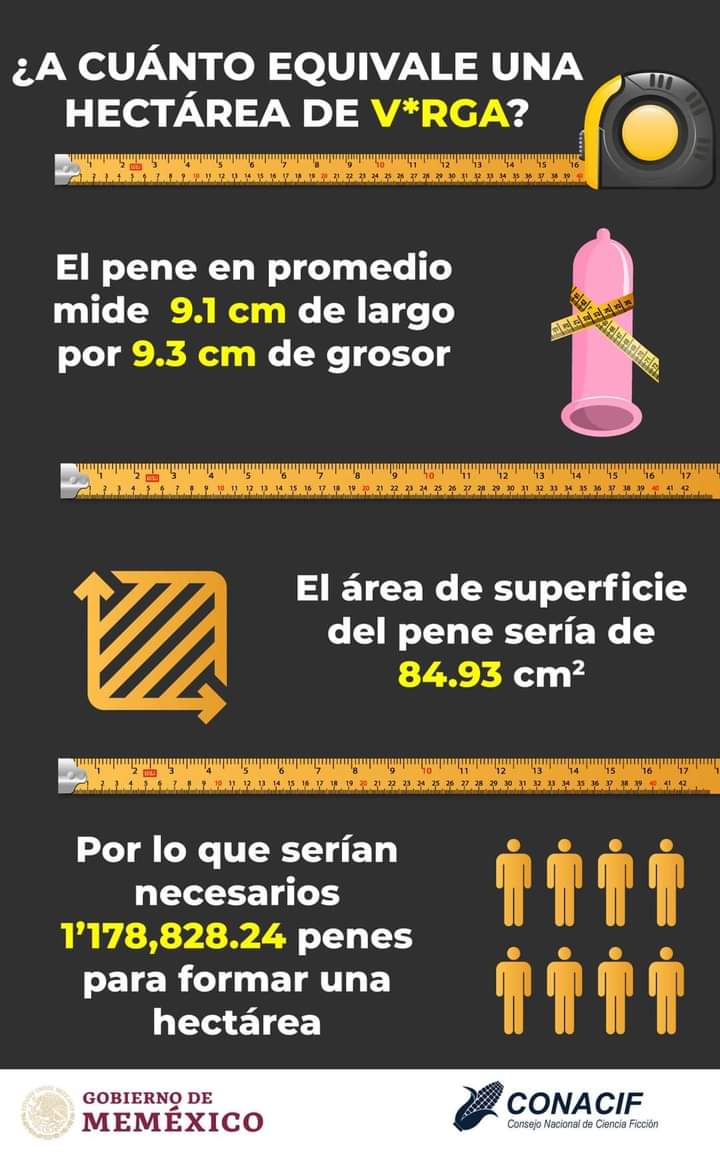 ¿A CUÁNTO EQUIVALE UNA
HECTÁREA DE V*RGA?
El pene en promedio
mide 9.1 cm de largo
por 9.3 cm de grosor
El área de superficie
del pene sería de
84.93 cm²
Por lo que serían
necesarios
1’178,828.24 penes
para formar una
hectárea
GOBIERNO DE
MEMÉXICO
CONACIF
Consejo Nacional de Ciencia Ficción